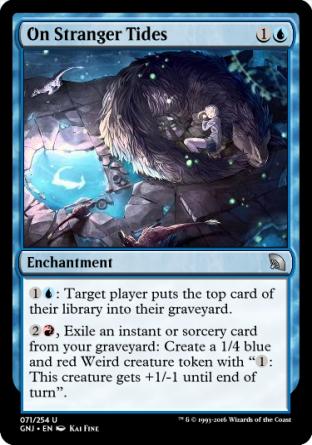 On Stranger Tides 1
Enchantment
1: Target player puts the top card of
their library into their graveyard.
2, Exile an instant or sorcery card
from your graveyard: Create a 1/4 blue
and red Weird creature token with “1:
This creature gets +1/-1 until end of
turn”.
071/254 U
GNJ • EN Kai Fine
™ & © 1993-2016 Wizards of the Coast